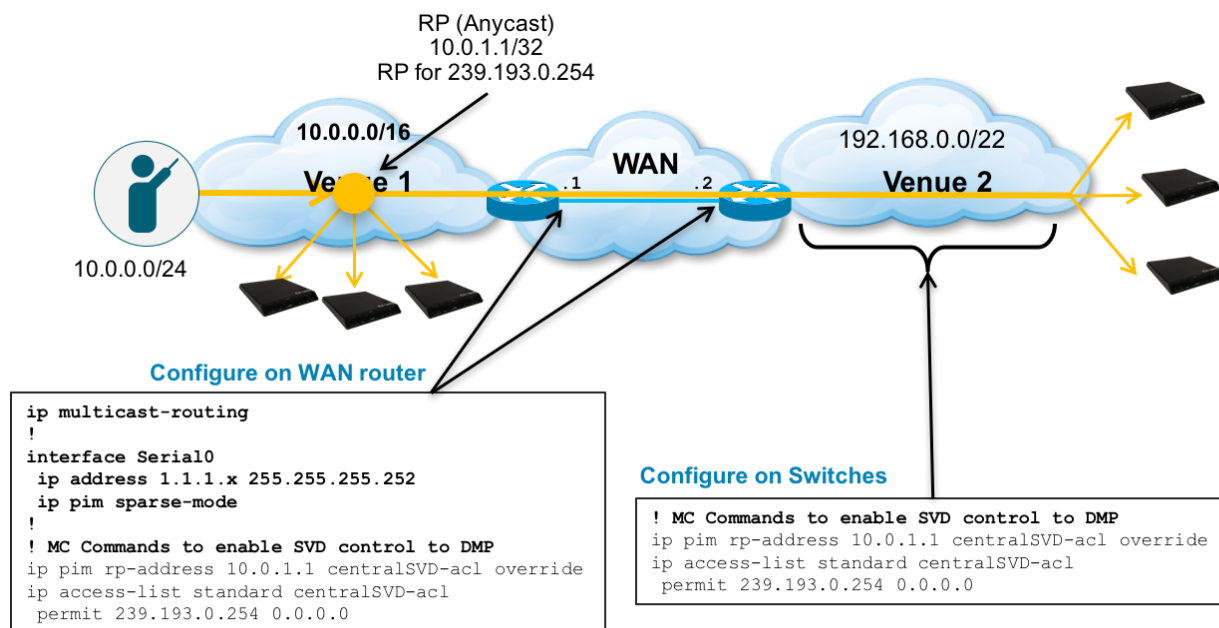 RP (Anycast)
10.0.1.1/32
RP for 239.193.0.254
10.0.0.0/16
Venue 1
WAN
.1
.2
192.168.0.0/22
Venue 2
10.0.0.0/24
Configure on WAN router
ip multicast-routing
!
interface Serial0
ip address 1.1.1.x 255.255.255.252
ip pim sparse-mode
!
! MC Commands to enable SVD control to DMP
ip pim rp-address 10.0.1.1 centralSVD-acl override
ip access-list standard centralSVD-acl
permit 239.193.0.254 0.0.0.0
Configure on Switches
! MC Commands to enable SVD control to DMP
ip pim rp-address 10.0.1.1 centralSVD-acl override
ip access-list standard centralSVD-acl
permit 239.193.0.254 0.0.0.0